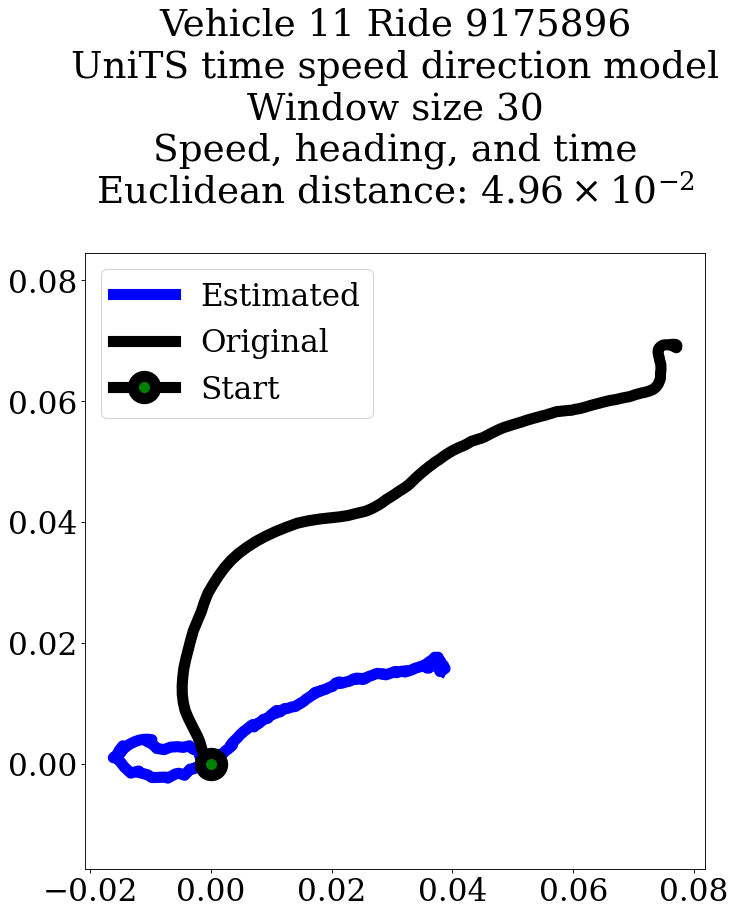 Vehicle 11 Ride 9175896
UniTS time speed direction model
Window size 30
Speed, heading, and time
Euclidean distance: 4.96 × 10⁻²
Estimated
Original
Start
0.08
0.06
0.04
0.02
0.00
−0.02 0.00 0.02 0.04 0.06 0.08